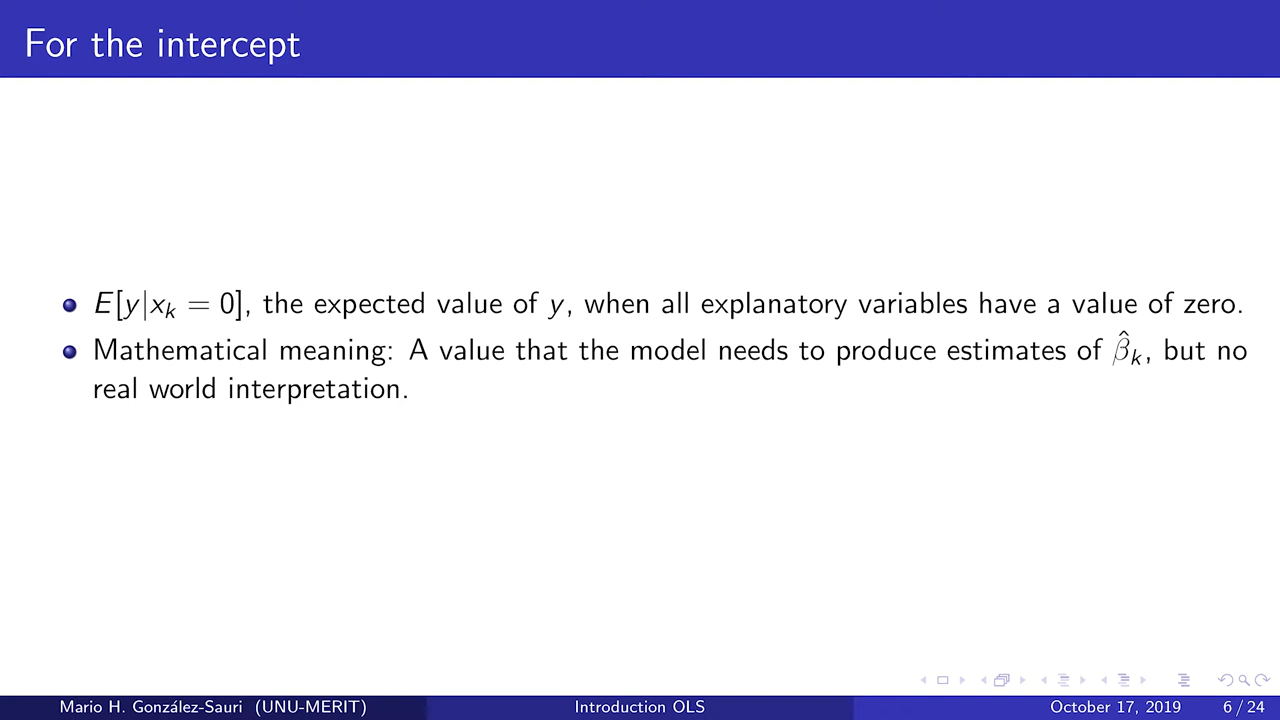 For the intercept
E[y|xₖ = 0], the expected value of y, when all explanatory variables have a value of zero.
Mathematical meaning: A value that the model needs to produce estimates of β̂ₖ, but no
real world interpretation.
Mario H. González-Sauri (UNU-MERIT) Introduction OLS October 17, 2019 6 / 24